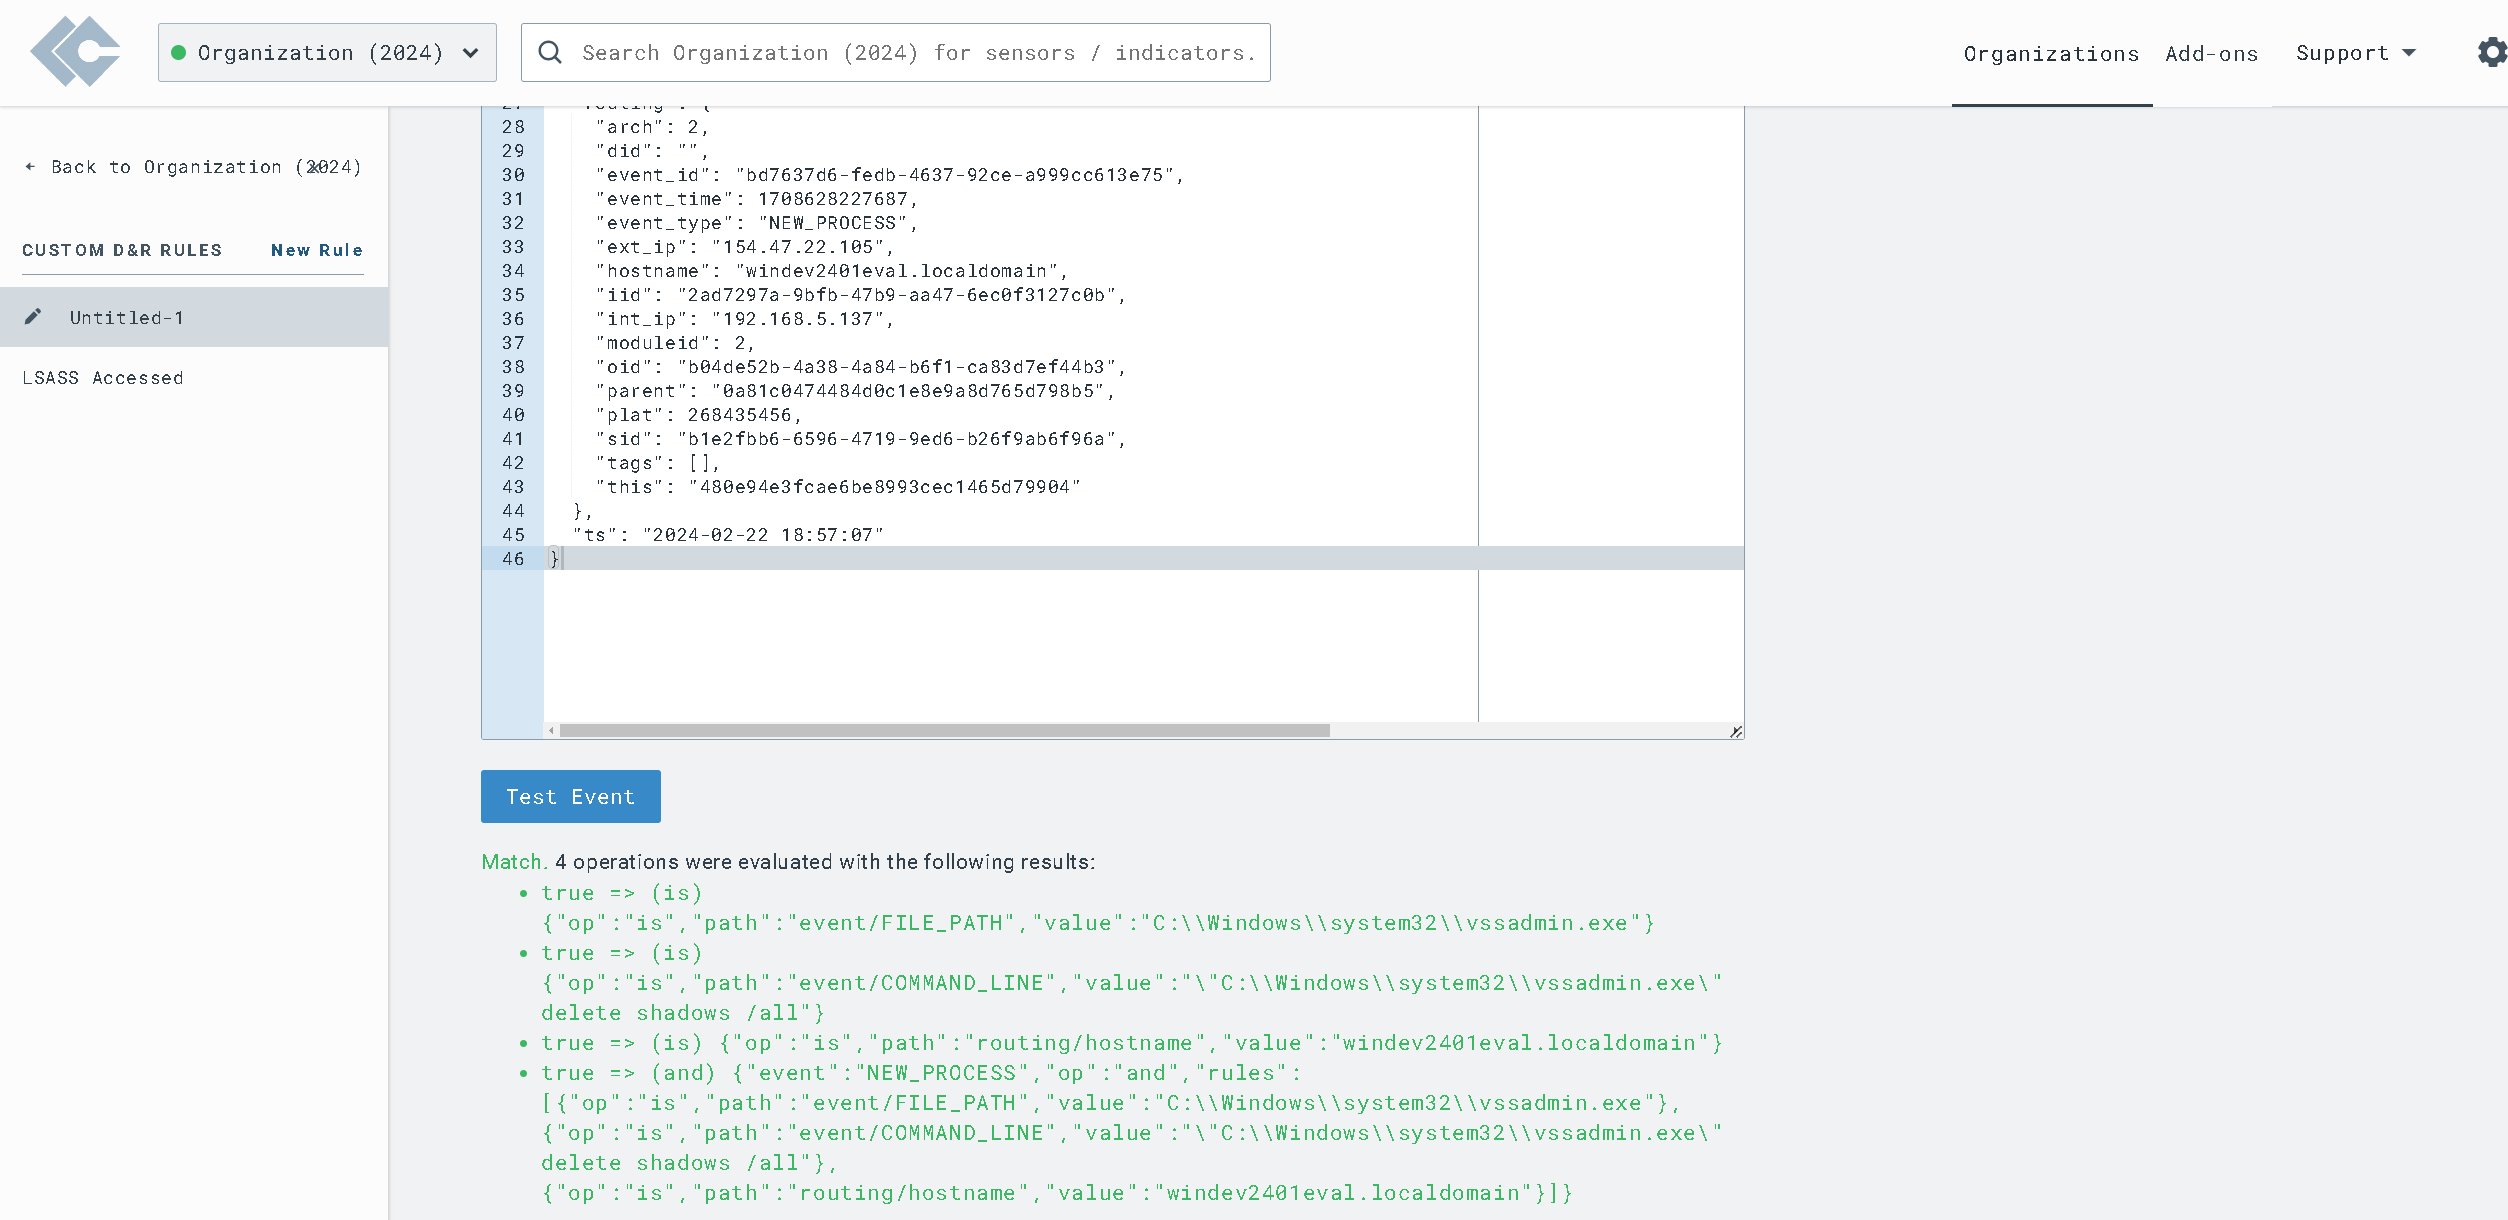 Organization (2024)
Search Organization (2024) for sensors / indicators.
Organizations
Add-ons
Support
Back to Organization (2024)
CUSTOM D&R RULES
New Rule
Untitled-1
LSASS Accessed
28 "arch": 2,
29 "did": "",
30 "event_id": "bd7637d6-fedb-4637-92ce-a999cc613e75",
31 "event_time": 1708628227687,
32 "event_type": "NEW_PROCESS",
33 "ext_ip": "154.47.22.105",
34 "hostname": "windev2401eval.localdomain",
35 "iid": "2ad7297a-9bfb-47b9-aa47-6ec0f3127c0b",
36 "int_ip": "192.168.5.137",
37 "moduleid": 2,
38 "oid": "b04de52b-4a38-4a84-b6f1-ca83d7ef44b3",
39 "parent": "0a81c0474484d0c1e8e9a8d765d798b5",
40 "plat": 268435456,
41 "sid": "b1e2fbb6-6596-4719-9ed6-b26f9ab6f96a",
42 "tags": [],
43 "this": "480e94e3fcae6be8993cec1465d79904"
44 },
45 "ts": "2024-02-22 18:57:07"
46 }
Test Event
Match. 4 operations were evaluated with the following results:
• true => (is)
{"op":"is","path":"event/FILE_PATH","value":"C:\\Windows\\system32\\vssadmin.exe"}
• true => (is)
{"op":"is","path":"event/COMMAND_LINE","value":"\"C:\\Windows\\system32\\vssadmin.exe\"
delete shadows /all"}
• true => (is) {"op":"is","path":"routing/hostname","value":"windev2401eval.localdomain"}
• true => (and) {"event":"NEW_PROCESS","op":"and","rules":
[{"op":"is","path":"event/FILE_PATH","value":"C:\\Windows\\system32\\vssadmin.exe"},
{"op":"is","path":"event/COMMAND_LINE","value":"\"C:\\Windows\\system32\\vssadmin.exe\"
delete shadows /all"},
{"op":"is","path":"routing/hostname","value":"windev2401eval.localdomain"}]}